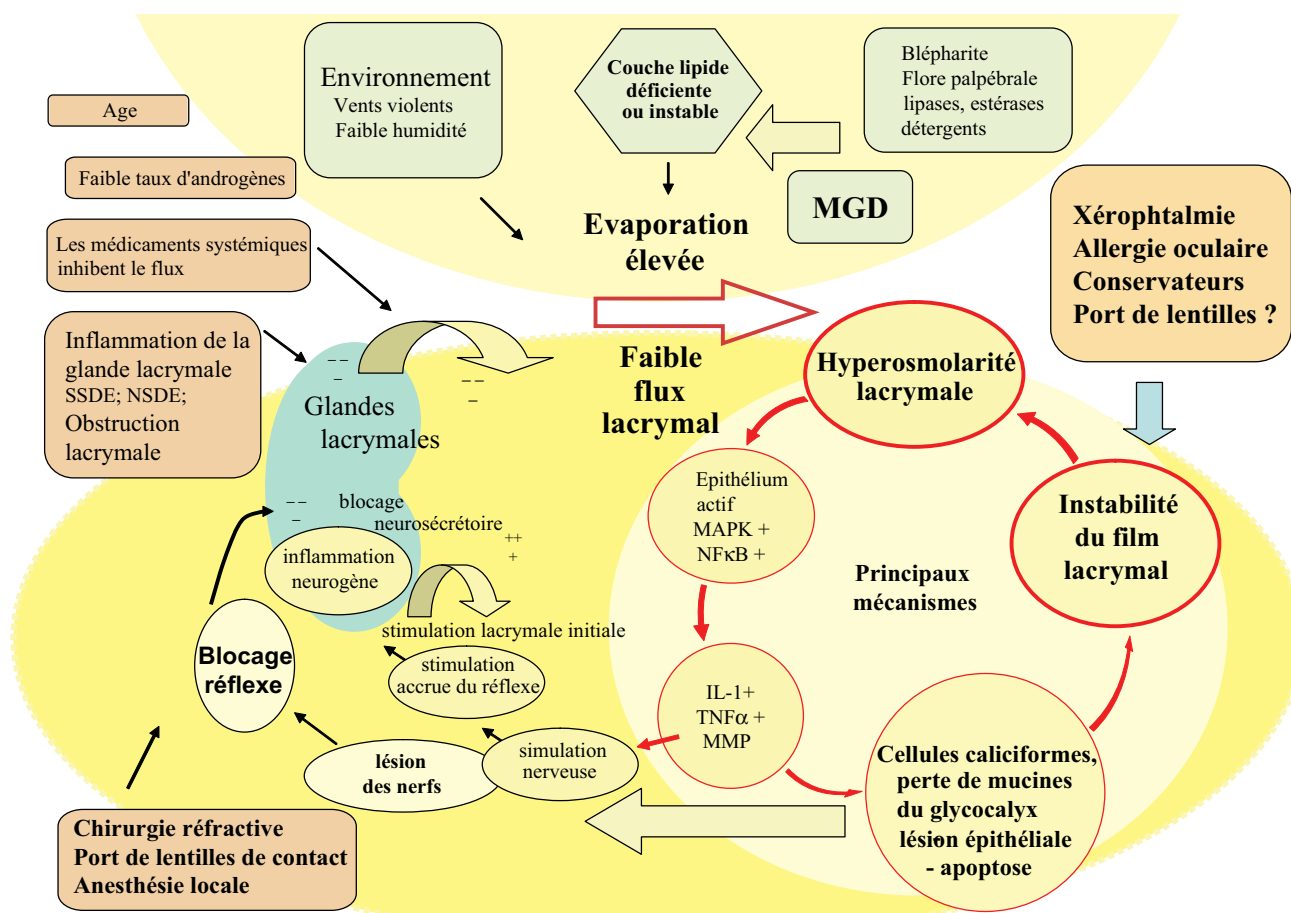 Environnement
Vents violents
Faible humidité
Couche lipide
déficiente
ou instable
Blépharite
Flore palpébrale
lipases, estérases
détergents
MGD
Age
Faible taux d'androgènes
Les médicaments systémiques
inhibent le flux
Inflammation de la
glande lacrymale
SSDE; NSDE;
Obstruction
lacrymale
Evaporation
élevée
Xérophtalmie
Allergie oculaire
Conservateurs
Port de lentilles ?
Faible
flux
lacrymal
Hyperosmolarité
lacrymale
– –
–
– –
–
Glandes
lacrymales
– –
–
blocage
neurosécrétoire
++
+
inflammation
neurogène
Epithélium
actif
MAPK +
NFκB +
Principaux
mécanismes
Instabilité
du film
lacrymal
stimulation lacrymale initiale
Blocage
réflexe
stimulation
accrue du réflexe
IL-1+
TNFα +
MMP
lésion
des nerfs
simulation
nerveuse
Cellules caliciformes,
perte de mucines
du glycocalyx
lésion épithéliale
- apoptose
Chirurgie réfractive
Port de lentilles de contact
Anesthésie locale